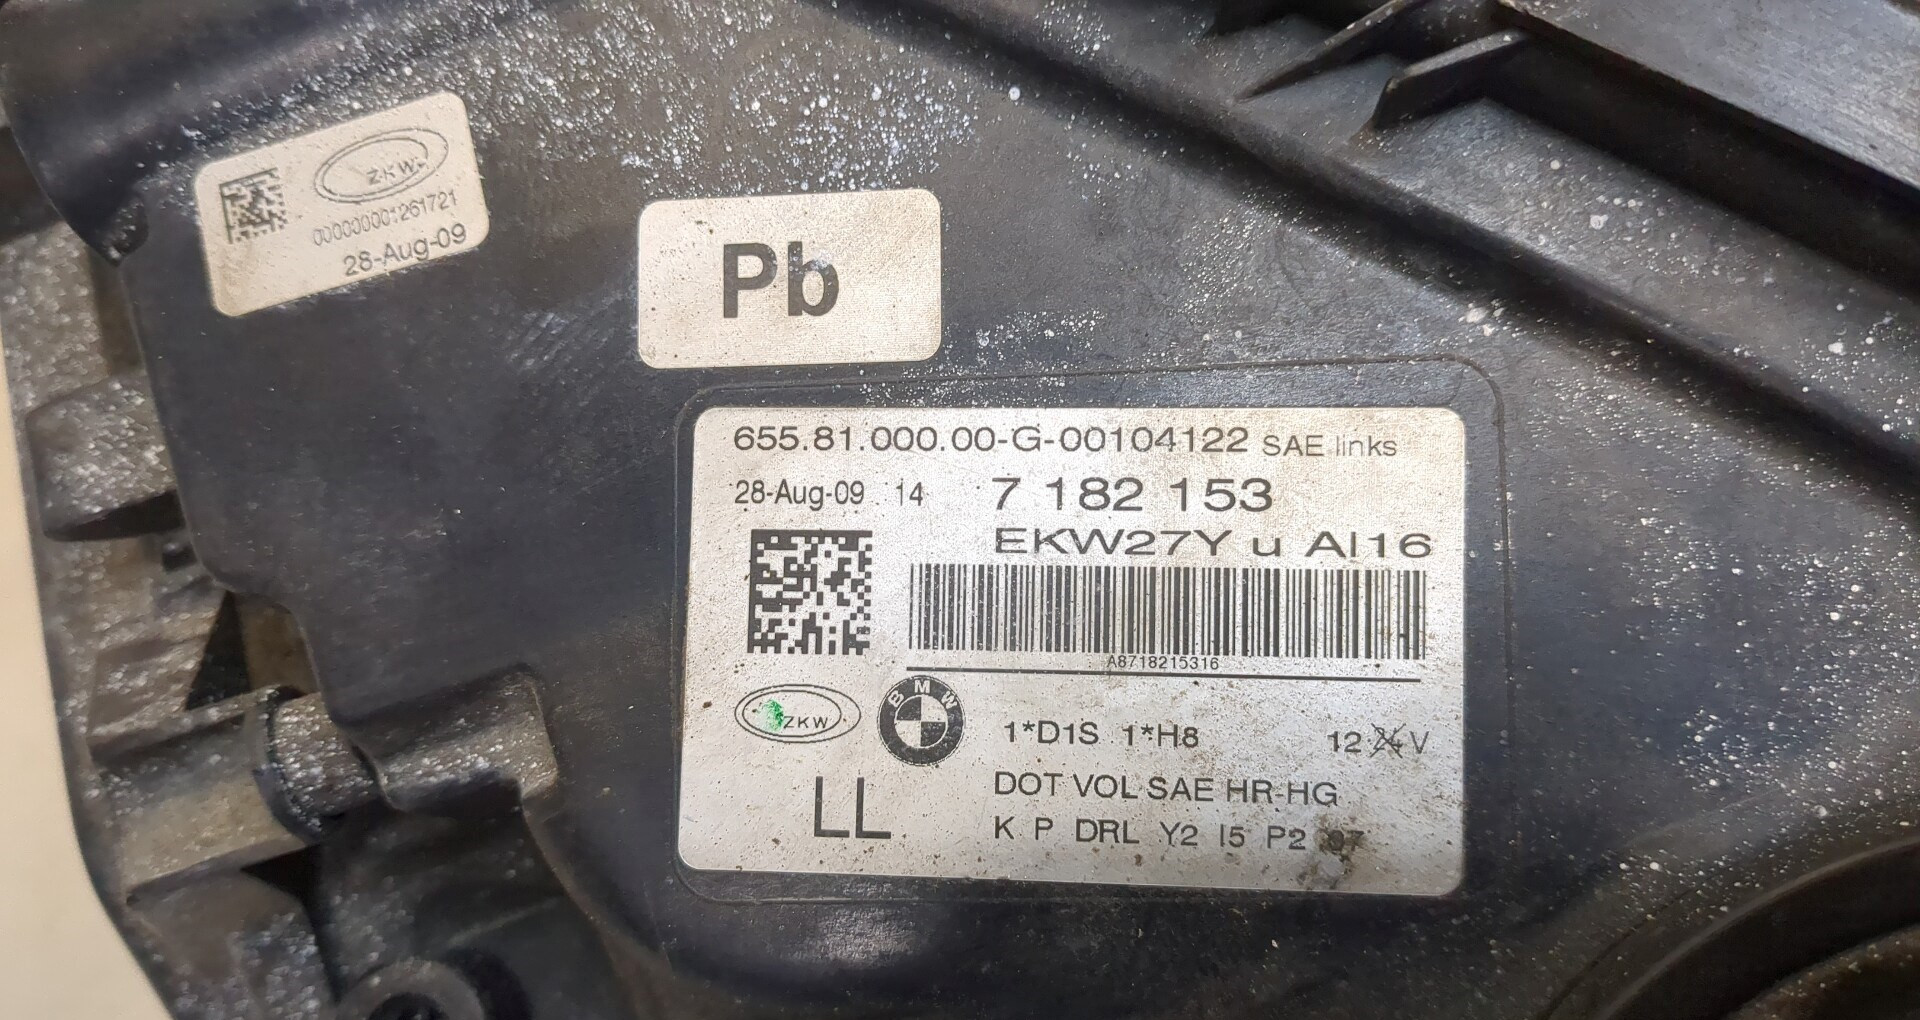 ZKW
000000001261721
28-Aug-09
Pb
655.81.000.00-G-00104122 SAE links
28-Aug-09 14 7 182 153
EKW27Y u AI16
A8718215316
ZKW BMW
1*D1S 1*H8 12 24 V
LL
DOT VOL SAE HR-HG
K P DRL Y2 I5 P2 07